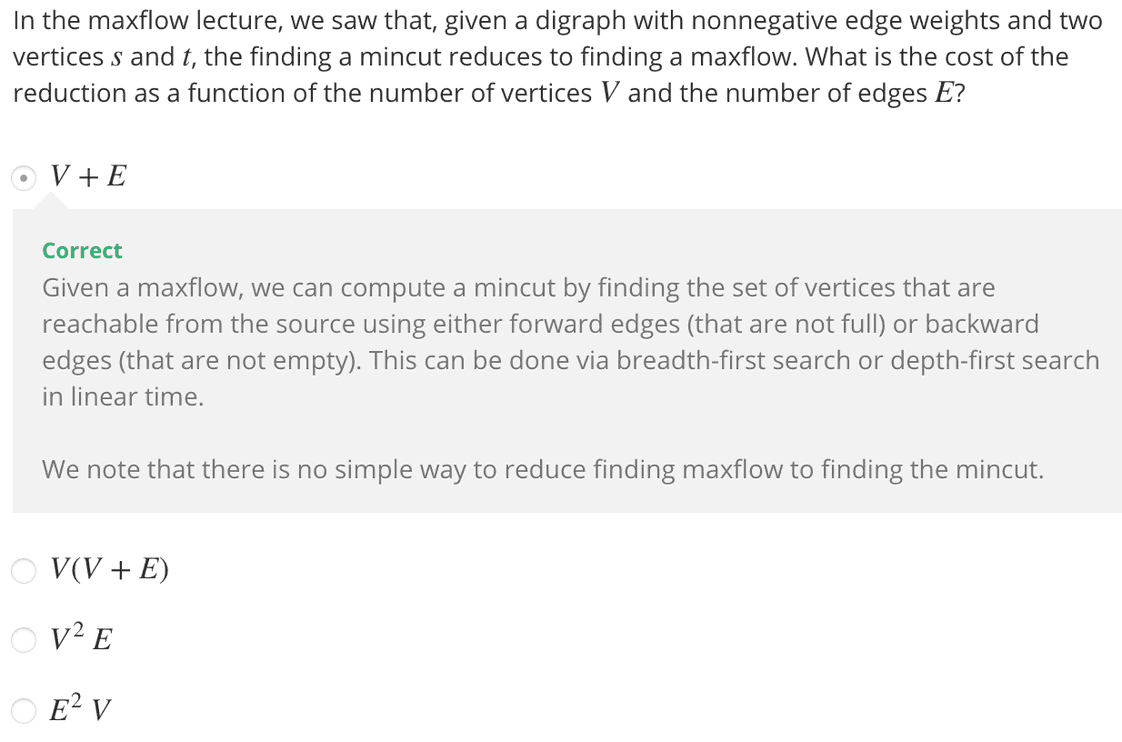 In the maxflow lecture, we saw that, given a digraph with nonnegative edge weights and two
vertices s and t, the finding a mincut reduces to finding a maxflow. What is the cost of the
reduction as a function of the number of vertices V and the number of edges E?
V + E
Correct
Given a maxflow, we can compute a mincut by finding the set of vertices that are
reachable from the source using either forward edges (that are not full) or backward
edges (that are not empty). This can be done via breadth-first search or depth-first search
in linear time.
We note that there is no simple way to reduce finding maxflow to finding the mincut.
V(V + E)
V² E
E² V